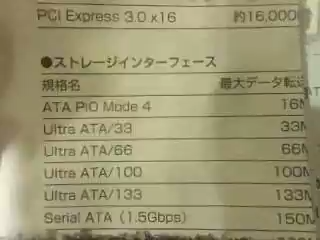 PCI Express 3.0 x16 約16,000
●ストレージインターフェース
規格名 最大データ転送
ATA PIO Mode 4 16M
Ultra ATA/33 33M
Ultra ATA/66 66M
Ultra ATA/100 100M
Ultra ATA/133 133M
Serial ATA（1.5Gbps） 150M